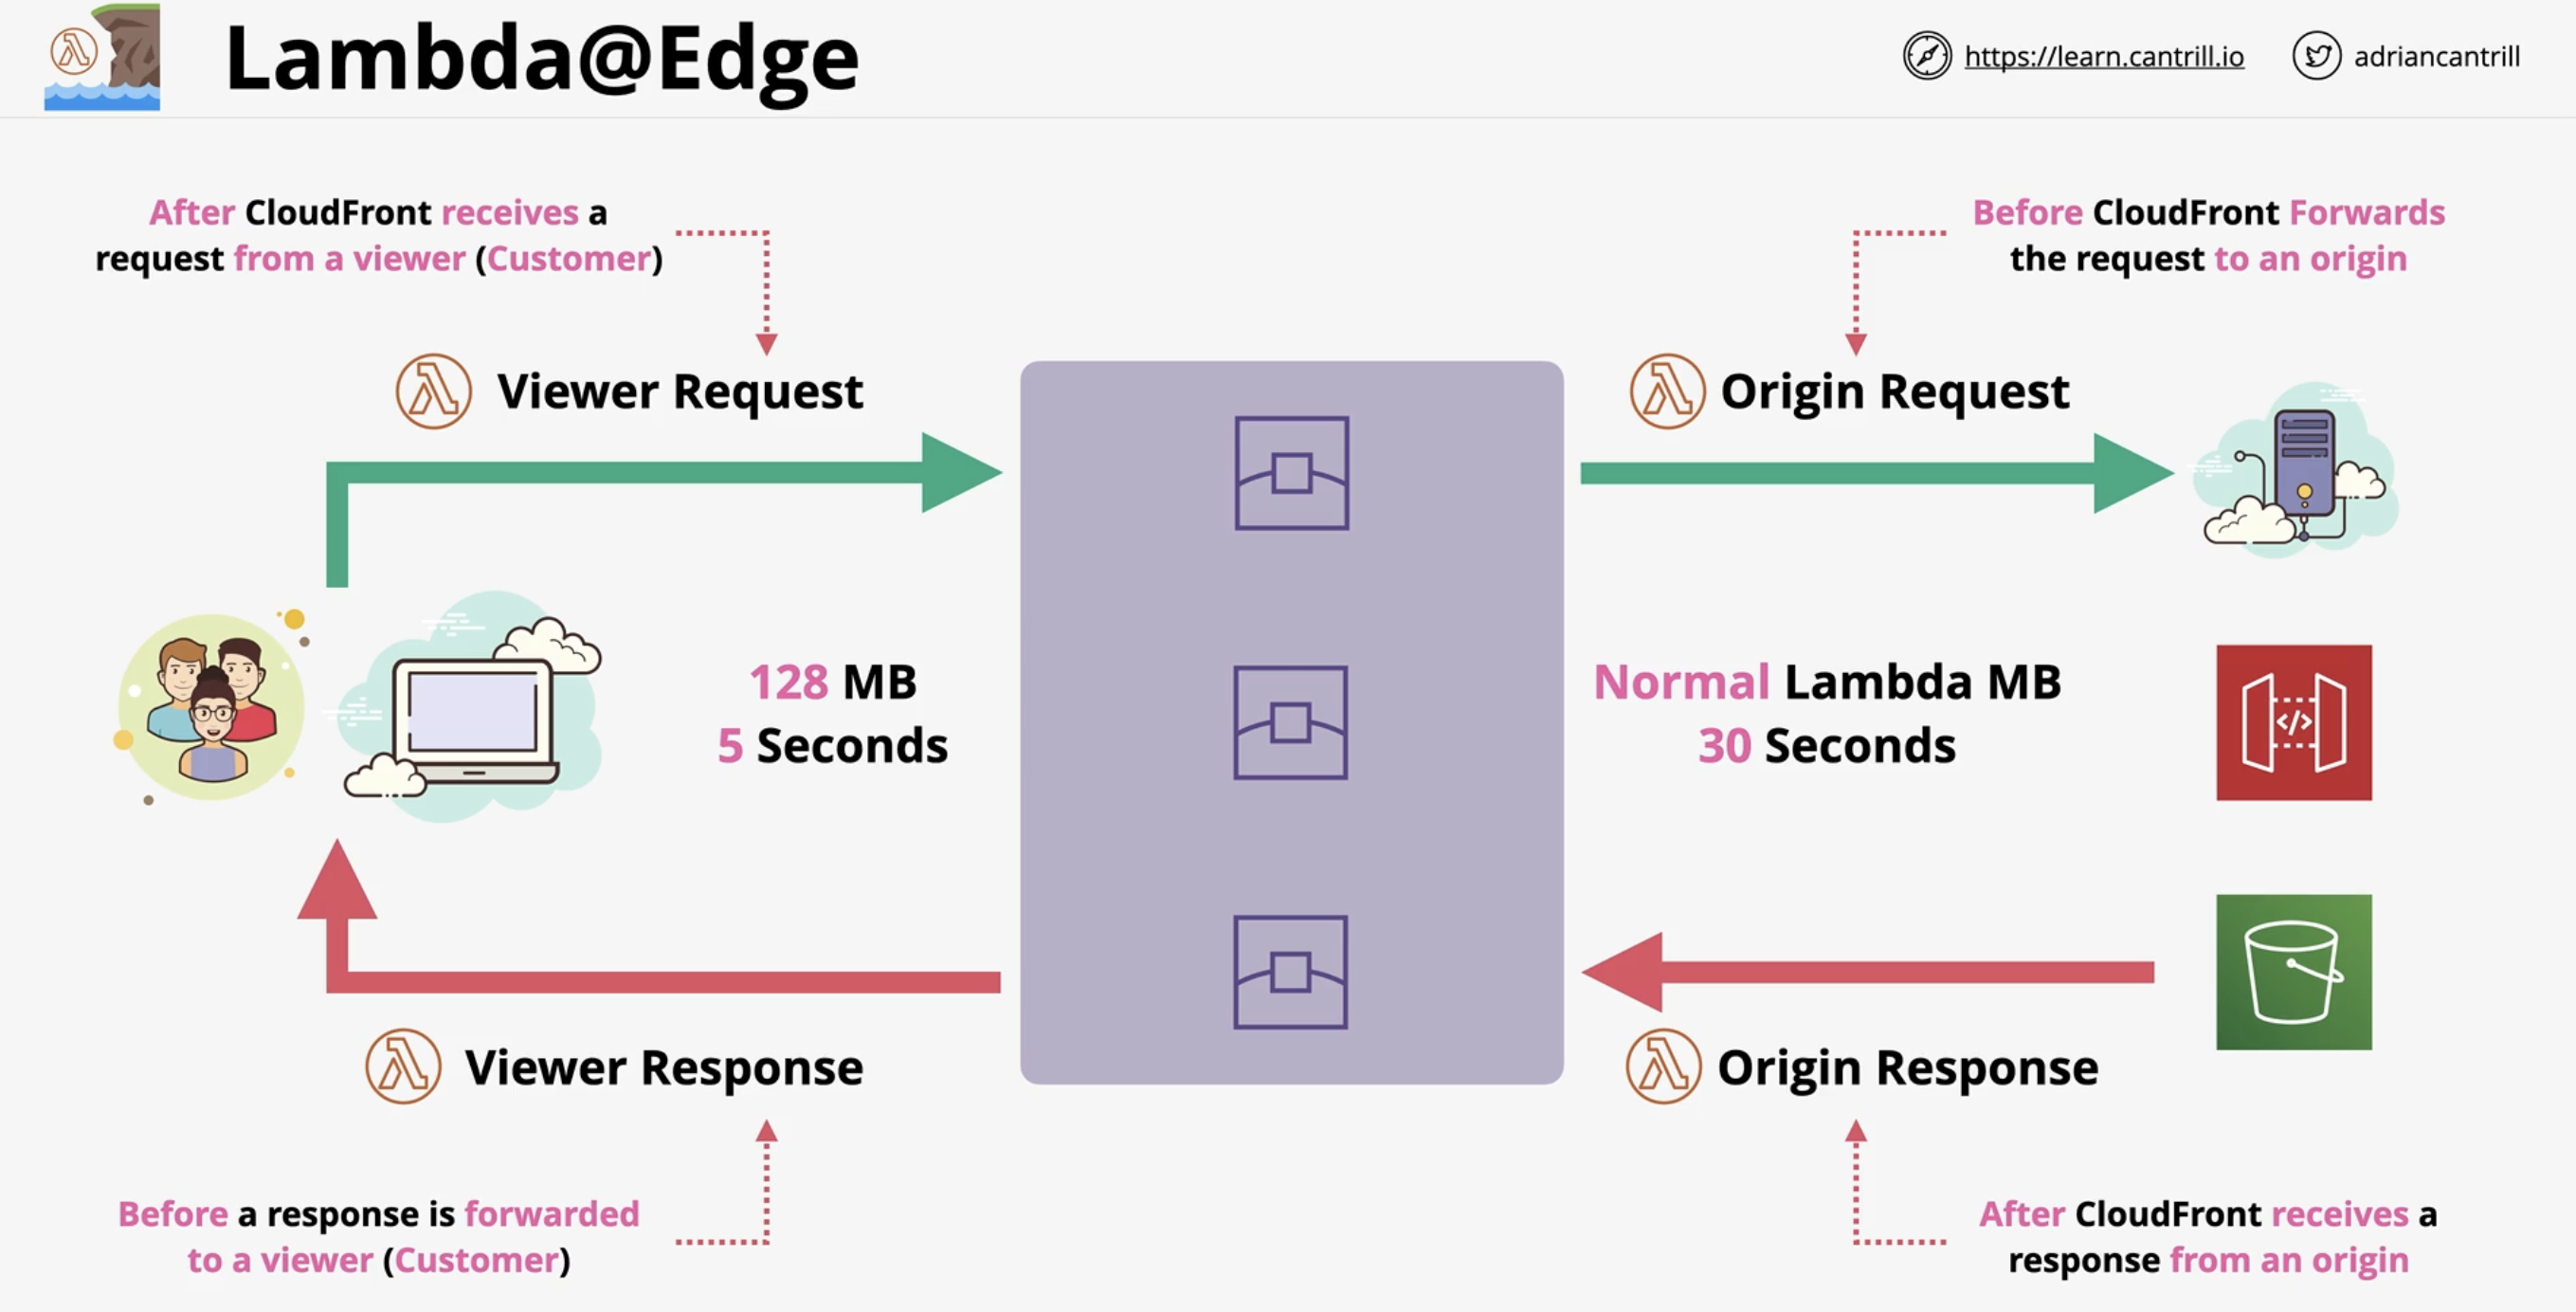 Lambda@Edge
https://learn.cantrill.io
adriancantrill
After CloudFront receives a
request from a viewer (Customer)
Before CloudFront Forwards
the request to an origin
Viewer Request
Origin Request
128 MB
5 Seconds
Normal Lambda MB
30 Seconds
</>
Viewer Response
Origin Response
Before a response is forwarded
to a viewer (Customer)
After CloudFront receives a
response from an origin